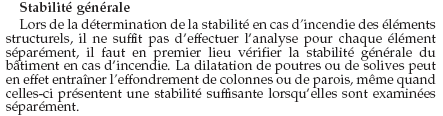 Stabilité générale
Lors de la détermination de la stabilité en cas d'incendie des éléments
structurels, il ne suffit pas d'effectuer l'analyse pour chaque élément
séparément, il faut en premier lieu vérifier la stabilité générale du
bâtiment en cas d'incendie. La dilatation de poutres ou de solives peut
en effet entraîner l'effondrement de colonnes ou de parois, même quand
celles-ci présentent une stabilité suffisante lorsqu'elles sont examinées
séparément.